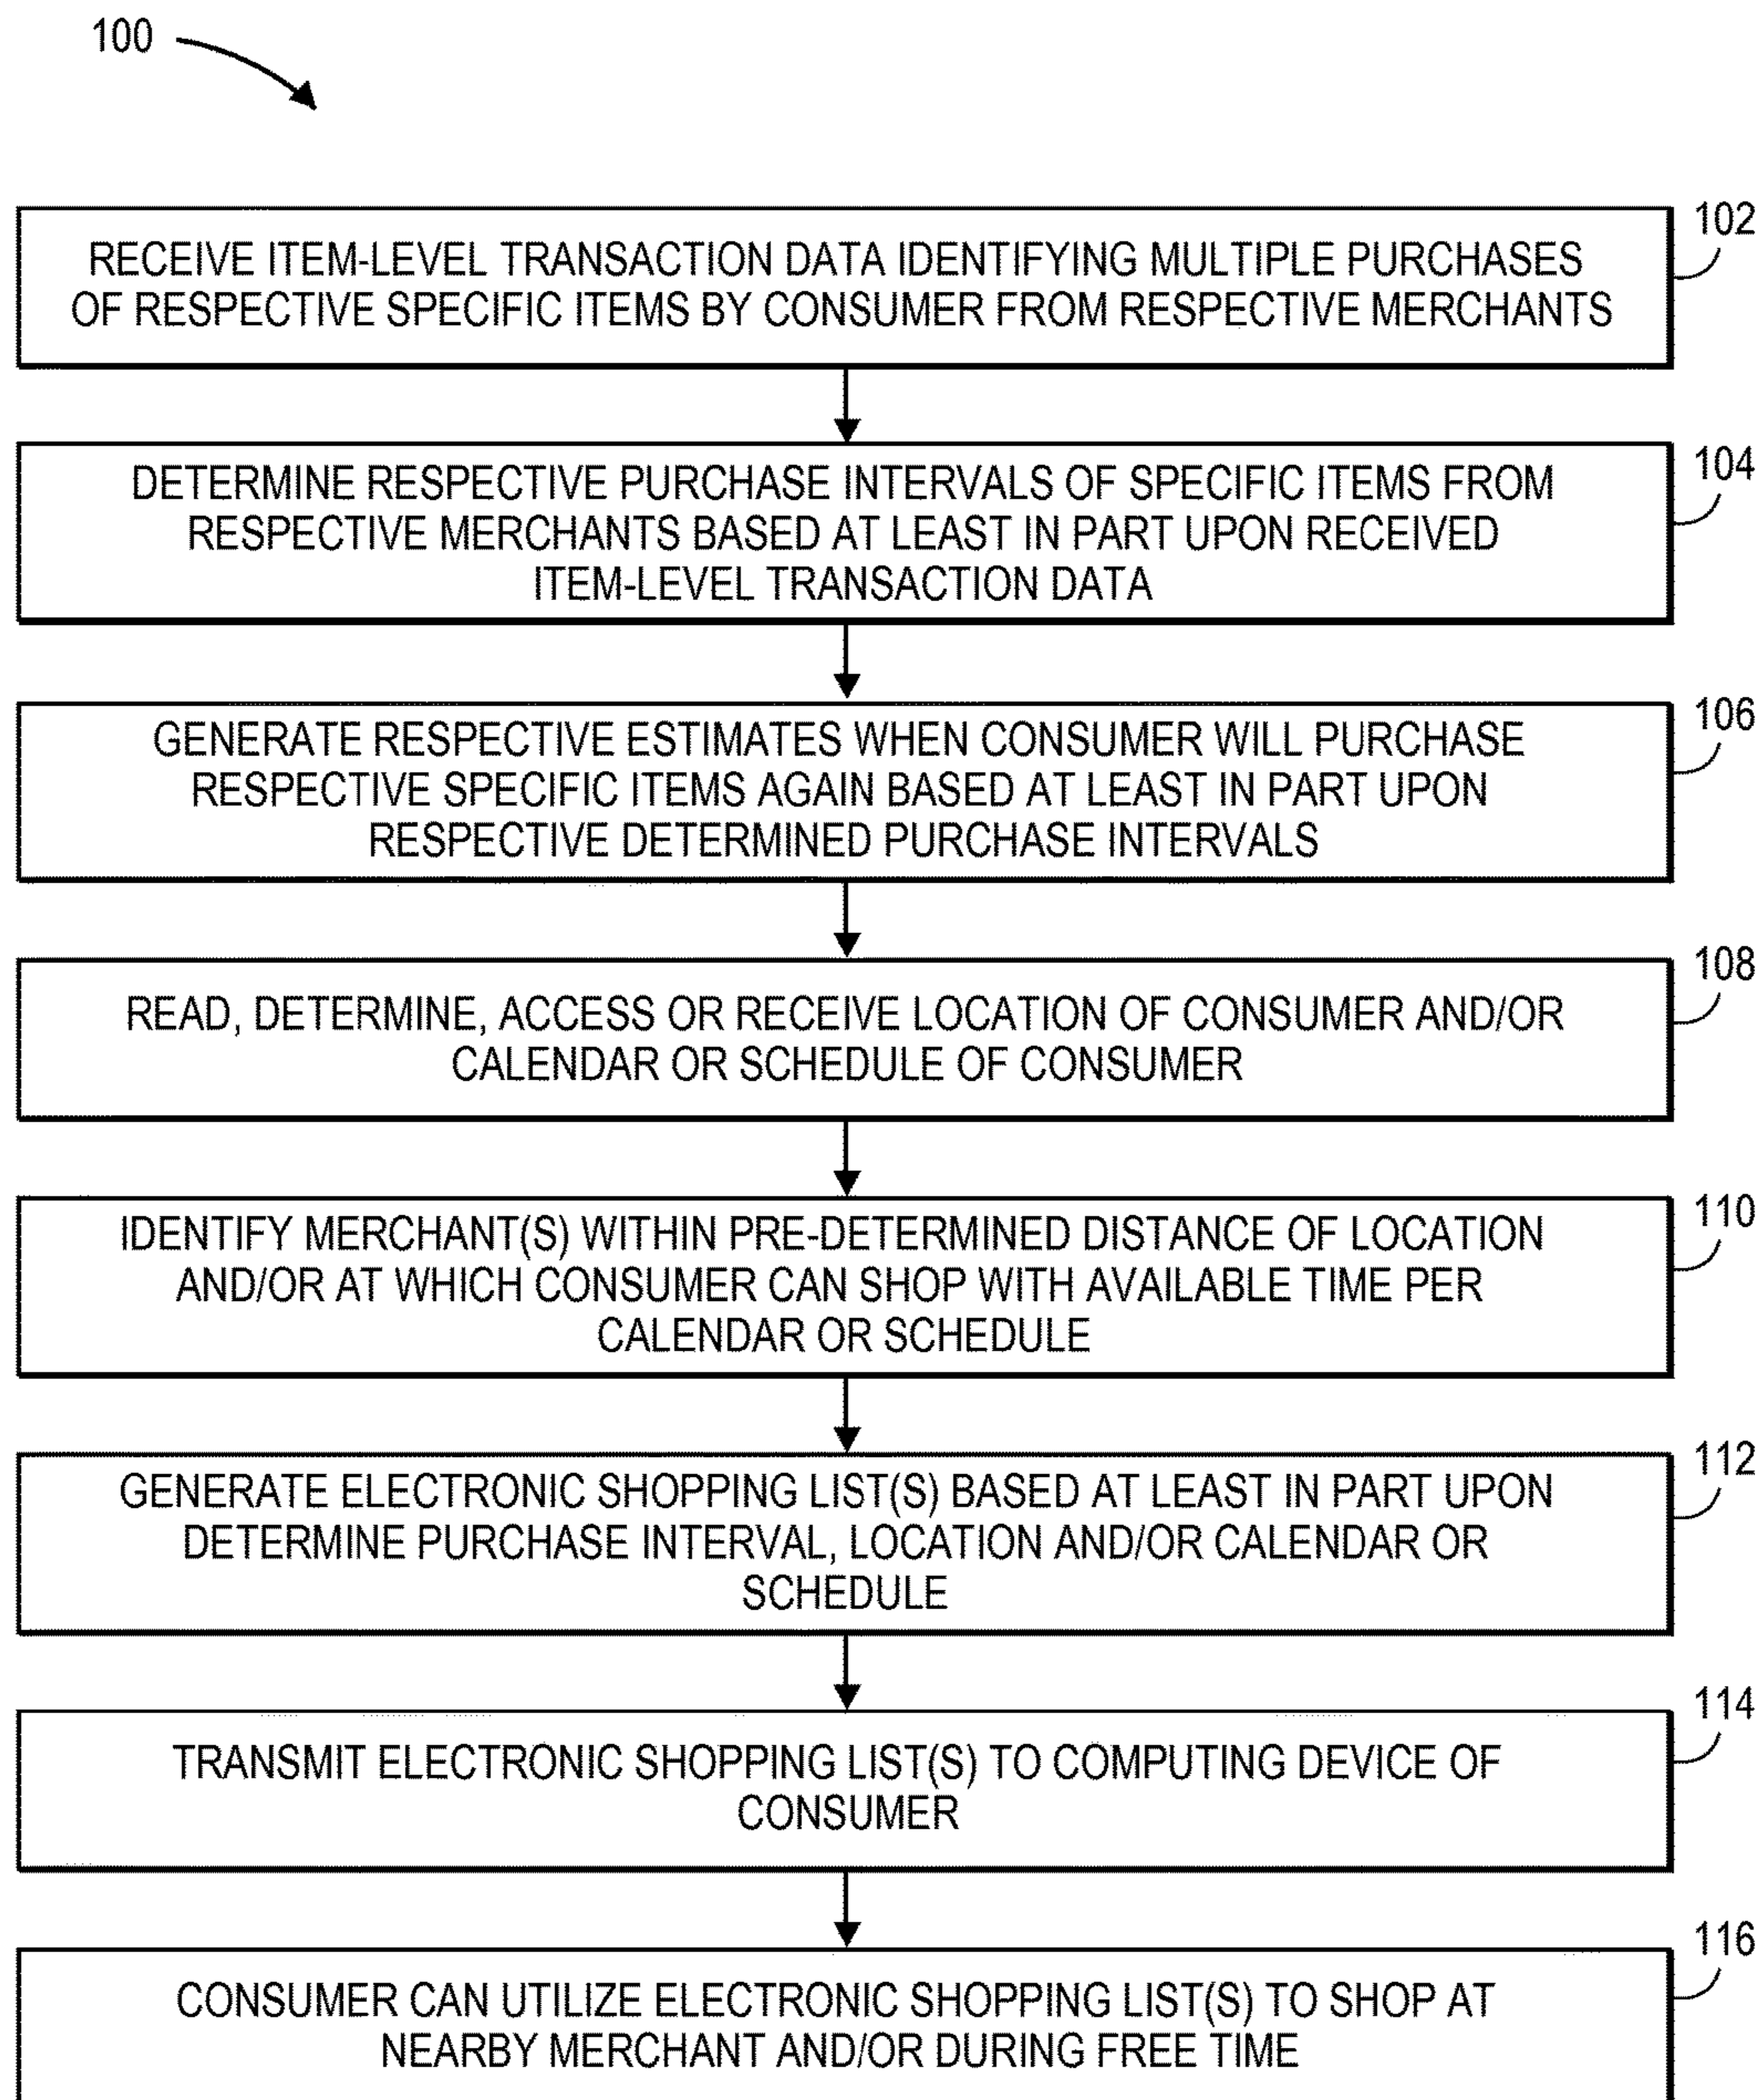 100
102
RECEIVE ITEM-LEVEL TRANSACTION DATA IDENTIFYING MULTIPLE PURCHASES
OF RESPECTIVE SPECIFIC ITEMS BY CONSUMER FROM RESPECTIVE MERCHANTS
104
DETERMINE RESPECTIVE PURCHASE INTERVALS OF SPECIFIC ITEMS FROM
RESPECTIVE MERCHANTS BASED AT LEAST IN PART UPON RECEIVED
ITEM-LEVEL TRANSACTION DATA
106
GENERATE RESPECTIVE ESTIMATES WHEN CONSUMER WILL PURCHASE
RESPECTIVE SPECIFIC ITEMS AGAIN BASED AT LEAST IN PART UPON
RESPECTIVE DETERMINED PURCHASE INTERVALS
108
READ, DETERMINE, ACCESS OR RECEIVE LOCATION OF CONSUMER AND/OR
CALENDAR OR SCHEDULE OF CONSUMER
110
IDENTIFY MERCHANT(S) WITHIN PRE-DETERMINED DISTANCE OF LOCATION
AND/OR AT WHICH CONSUMER CAN SHOP WITH AVAILABLE TIME PER
CALENDAR OR SCHEDULE
112
GENERATE ELECTRONIC SHOPPING LIST(S) BASED AT LEAST IN PART UPON
DETERMINE PURCHASE INTERVAL, LOCATION AND/OR CALENDAR OR
SCHEDULE
114
TRANSMIT ELECTRONIC SHOPPING LIST(S) TO COMPUTING DEVICE OF
CONSUMER
116
CONSUMER CAN UTILIZE ELECTRONIC SHOPPING LIST(S) TO SHOP AT
NEARBY MERCHANT AND/OR DURING FREE TIME